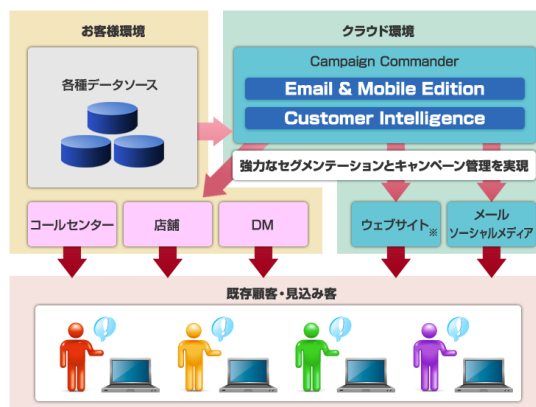 お客様環境
クラウド環境
各種データソース
Campaign Commander
Email & Mobile Edition
Customer Intelligence
強力なセグメンテーションとキャンペーン管理を実現
コールセンター
店舗
DM
ウェブサイト※
メール
ソーシャルメディア
既存顧客・見込み客